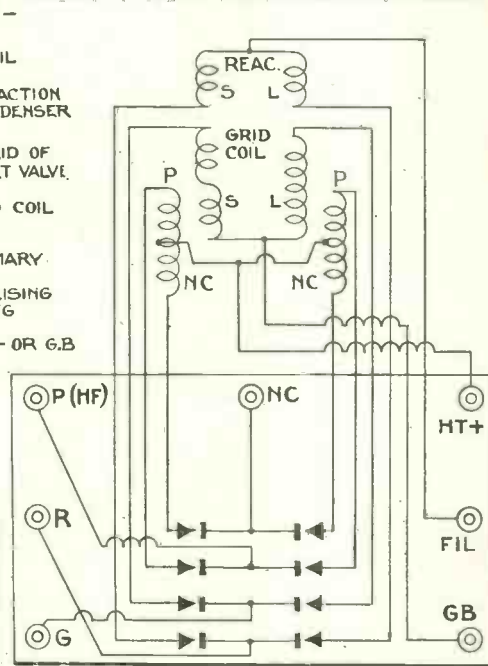 IL
ACTION
DENSER
ID OF
T VALVE.
COIL
MARY
ISING
G
- OR G.B
REAC.
S L
GRID
COIL
P
P
S L
NC
NC
P (HF)
NC
HT+
R
FIL
G
GB